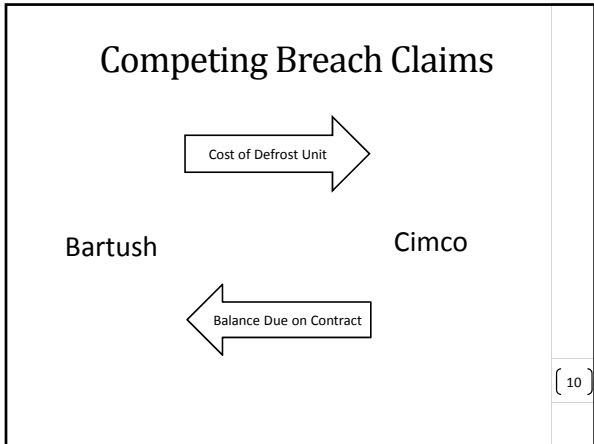 Competing Breach Claims
Cost of Defrost Unit
Bartush
Cimco
Balance Due on Contract
10